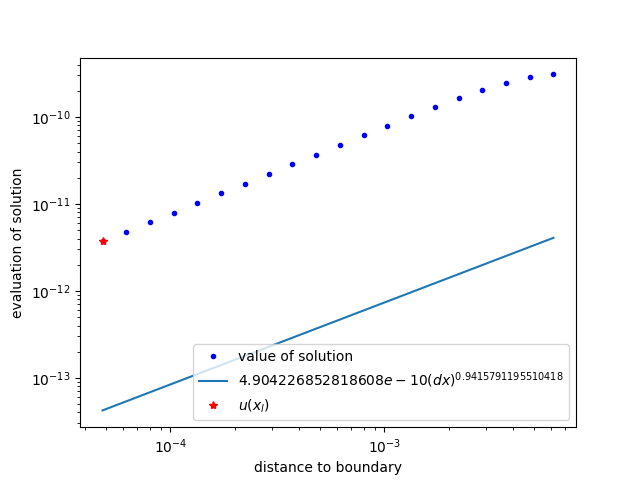 10^{-10}
10^{-11}
10^{-12}
10^{-13}
evaluation of solution
value of solution
4.904226852818608e − 10(dx)^{0.9415791195510418}
u(x_l)
10^{-4} 10^{-3}
distance to boundary